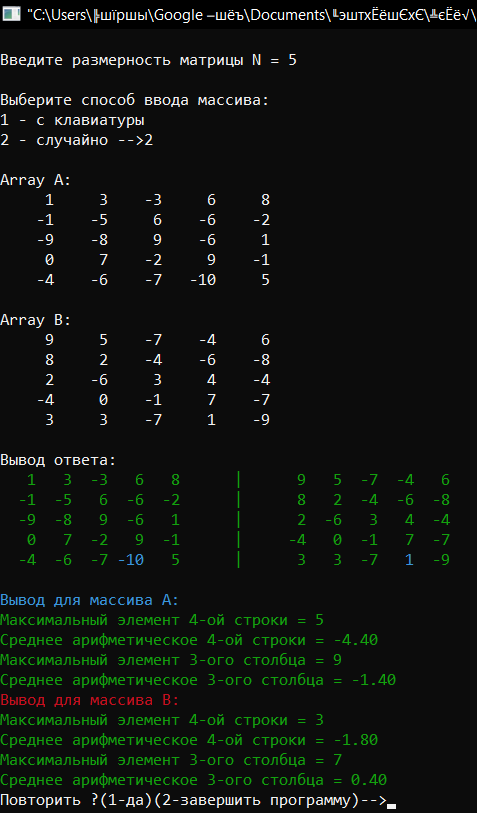 "C:\Users\╠шїршы\Google –шёъ\Documents\╙эштхЁёшЄхЄ\╩єЁё√\
Введите размерность матрицы N = 5
Выберите способ ввода массива:
1 - с клавиатуры
2 - случайно -->2
Array A:
1 3 -3 6 8
-1 -5 6 -6 -2
-9 -8 9 -6 1
0 7 -2 9 -1
-4 -6 -7 -10 5
Array B:
9 5 -7 -4 6
8 2 -4 -6 -8
2 -6 3 4 -4
-4 0 -1 7 -7
3 3 -7 1 -9
Вывод ответа:
1 3 -3 6 8 | 9 5 -7 -4 6
-1 -5 6 -6 -2 | 8 2 -4 -6 -8
-9 -8 9 -6 1 | 2 -6 3 4 -4
0 7 -2 9 -1 | -4 0 -1 7 -7
-4 -6 -7 -10 5 | 3 3 -7 1 -9
Вывод для массива A:
Максимальный элемент 4-ой строки = 5
Среднее арифметическое 4-ой строки = -4.40
Максимальный элемент 3-ого столбца = 9
Среднее арифметическое 3-ого столбца = -1.40
Вывод для массива B:
Максимальный элемент 4-ой строки = 3
Среднее арифметическое 4-ой строки = -1.80
Максимальный элемент 3-ого столбца = 7
Среднее арифметическое 3-ого столбца = 0.40
Повторить ?(1-да)(2-завершить программу)-->